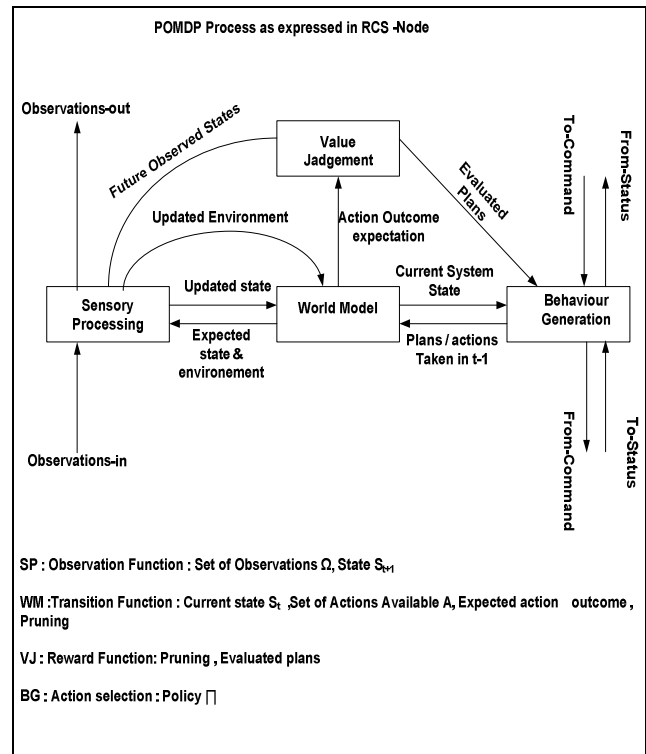 POMDP Process as expressed in RCS -Node
Observations-out
Future Observed States
Value
Jadgement
Evaluated
Plans
To-Command
From-Status
Updated Environment
Action Outcome
expectation
Updated state
Current System
State
Sensory
Processing
World Model
Behaviour
Generation
Expected
state &
environement
Plans / actions
Taken in t-1
Observations-in
From-Command
To-Status
SP : Observation Function : Set of Observations Ω, State St+1
WM :Transition Function : Current state St ,Set of Actions Available A, Expected action outcome ,
Pruning
VJ : Reward Function: Pruning , Evaluated plans
BG : Action selection : Policy ∏